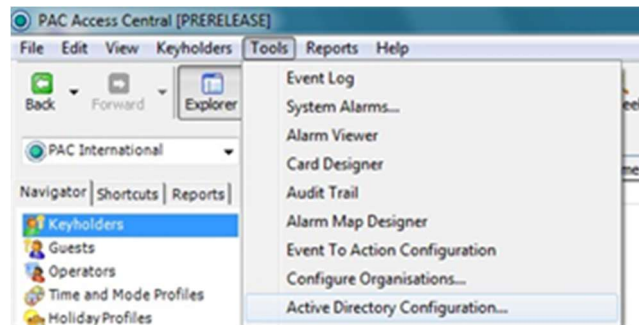 PAC Access Central [PRERELEASE]
File Edit View Keyholders Tools Reports Help
Back Forward Explorer
PAC International
Navigator Shortcuts Reports
Keyholders
Guests
Operators
Time and Mode Profiles
Holiday Profiles
Event Log
System Alarms...
Alarm Viewer
Card Designer
Audit Trail
Alarm Map Designer
Event To Action Configuration
Configure Organisations...
Active Directory Configuration...